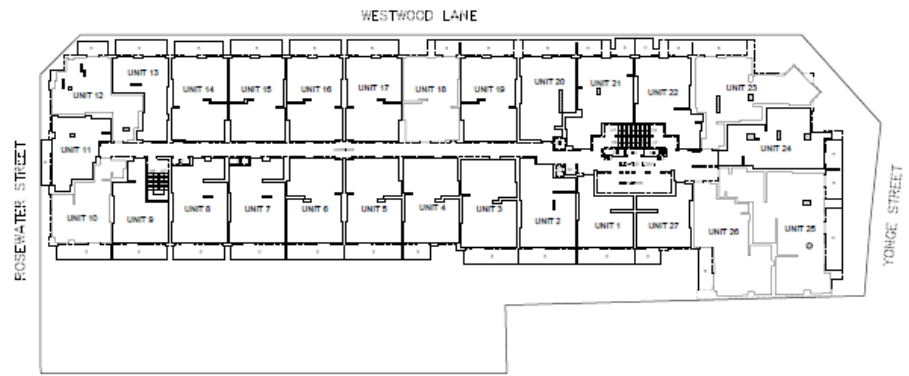 WESTWOOD LANE
UNIT 12
UNIT 13
UNIT 14
UNIT 15
UNIT 16
UNIT 17
UNIT 18
UNIT 19
UNIT 20
UNIT 21
UNIT 22
UNIT 23
UNIT 11
UNIT 24
ROSEWATER STREET
YONGE STREET
UNIT 10
UNIT 9
UNIT 8
UNIT 7
UNIT 6
UNIT 5
UNIT 4
UNIT 3
UNIT 2
UNIT 1
UNIT 27
UNIT 26
UNIT 25